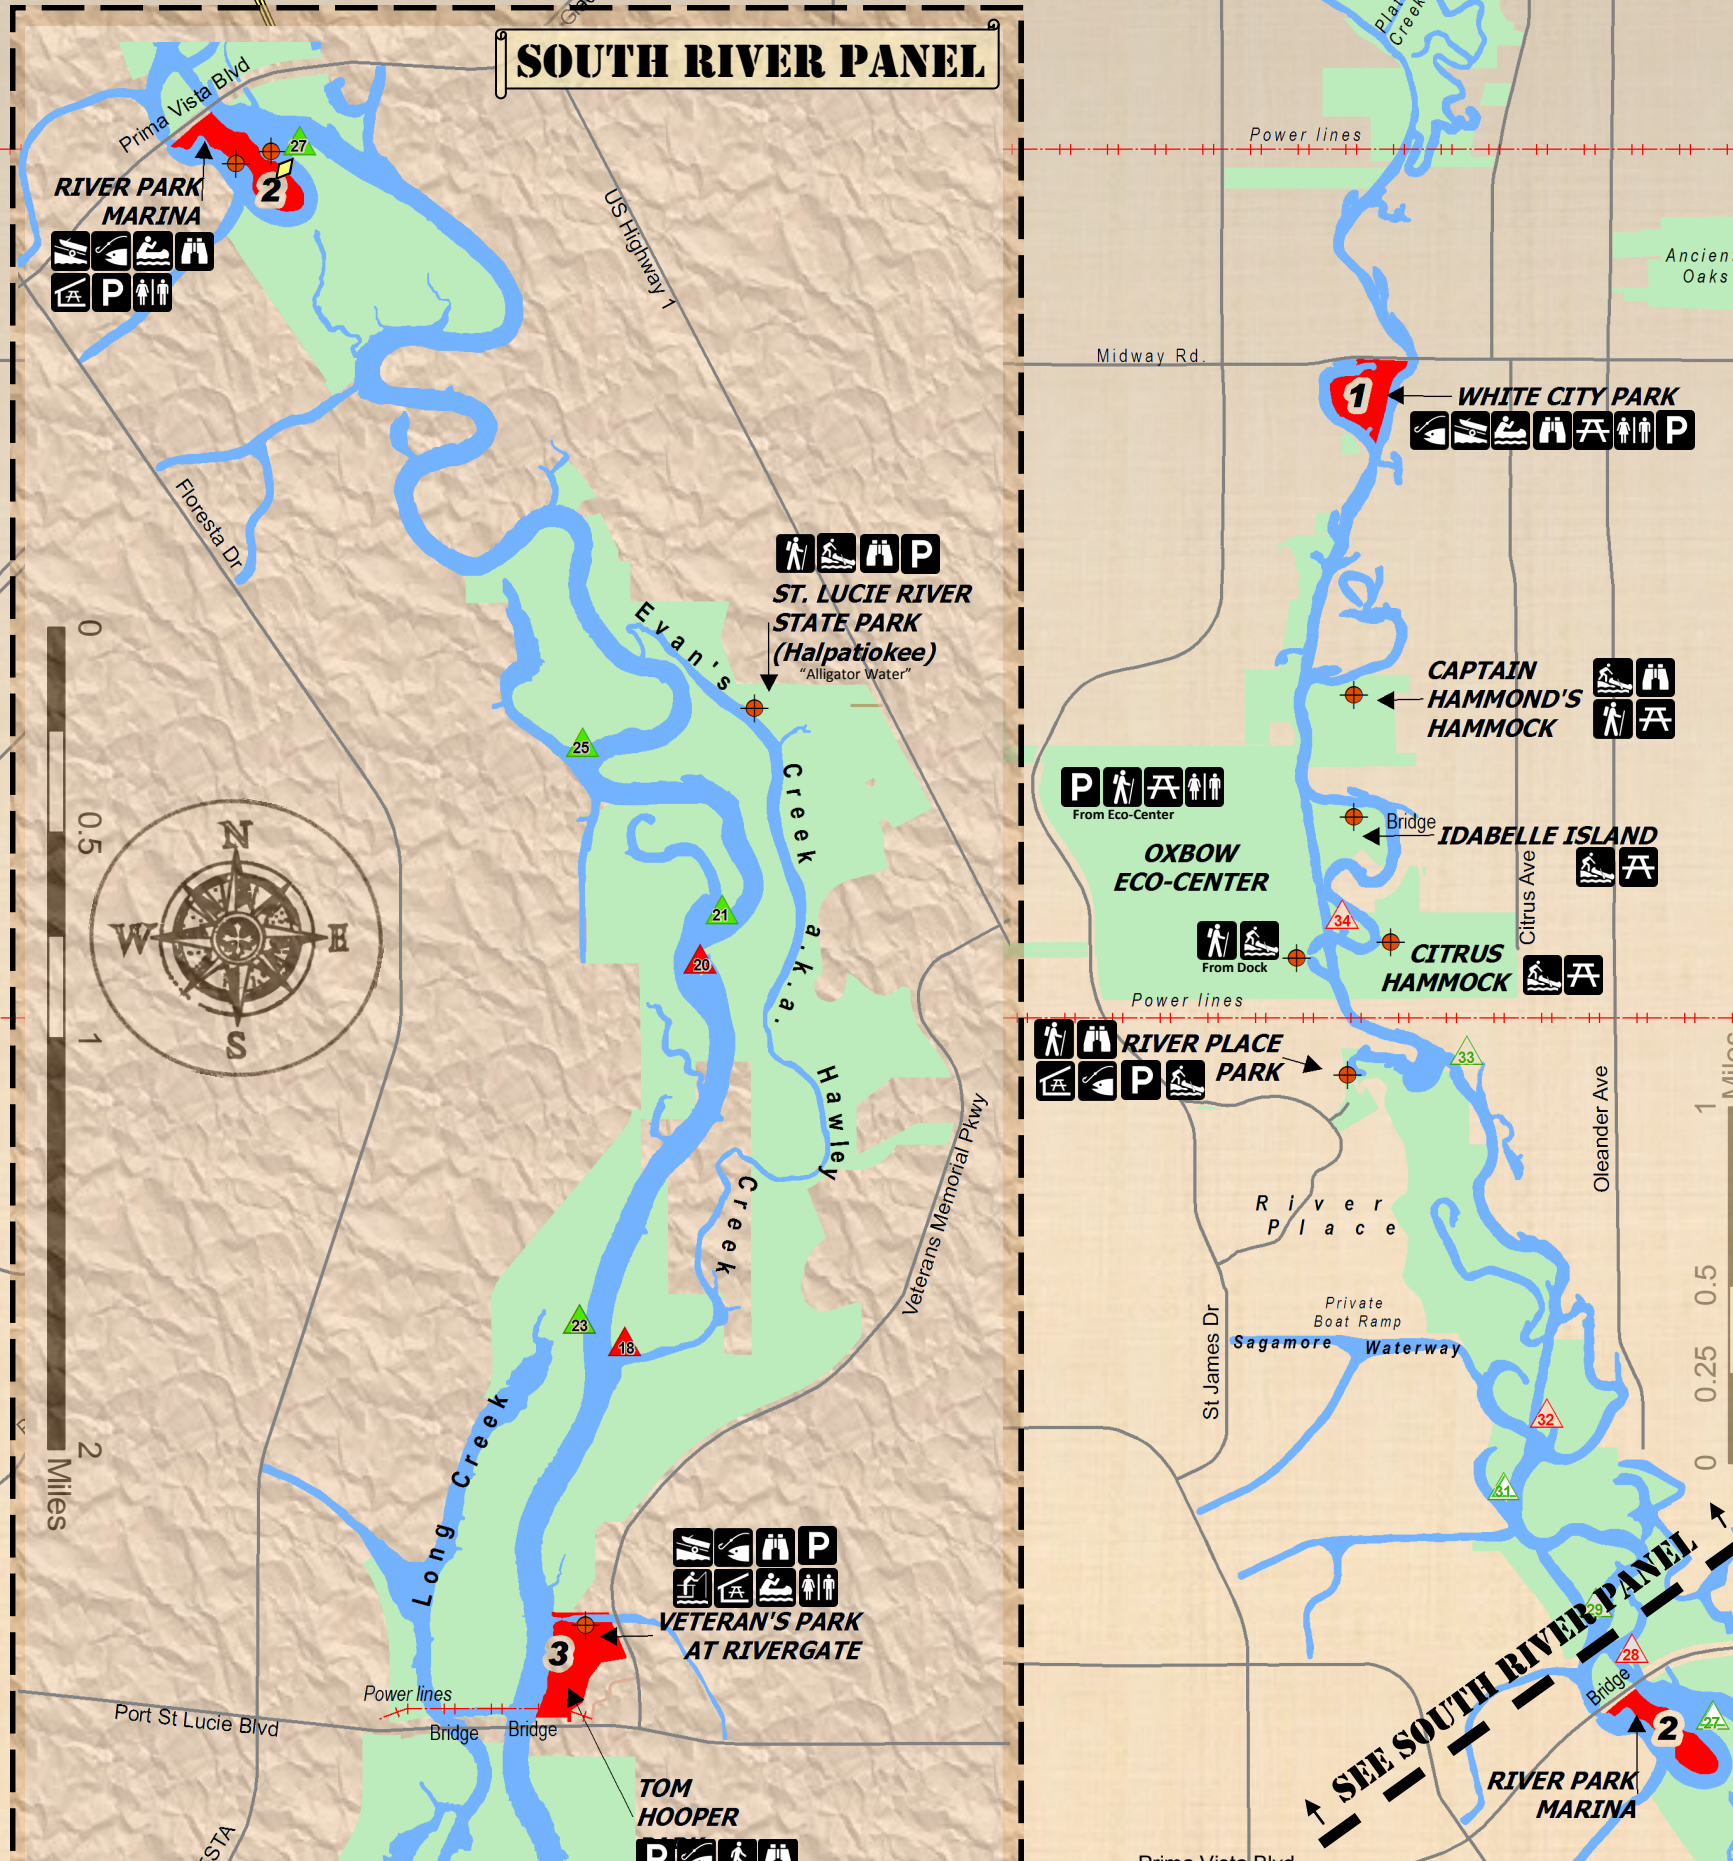 SOUTH RIVER PANEL
Prima Vista Blvd
27
2
RIVER PARK
MARINA
P
US Highway 1
Floresta Dr
P
ST. LUCIE RIVER
STATE PARK
(Halpatiokee)
“Alligator Water”
Evan's
Creek
a.k.a.
Hawley
Creek
25
21
20
23
18
N
W
E
S
0
0.5
1
2
Miles
Veterans Memorial Pkwy
Long Creek
P
VETERAN'S PARK
AT RIVERGATE
3
Power lines
Port St Lucie Blvd
Bridge
Bridge
TOM
HOOPER
P
Creek
Power lines
Ancien
Oaks
Midway Rd.
1
WHITE CITY PARK
P
CAPTAIN
HAMMOND'S
HAMMOCK
P
From Eco-Center
OXBOW
ECO-CENTER
Bridge
IDABELLE ISLAND
Citrus Ave
34
From Dock
CITRUS
HAMMOCK
Power lines
RIVER PLACE
PARK
P
33
Oleander Ave
River
Place
Private
Boat Ramp
Sagamore Waterway
St James Dr
32
31
1
0.5
0.25
0
Miles
SEE SOUTH RIVER PANEL
29
28
Bridge
2
27
RIVER PARK
MARINA
Prima Vista Blvd